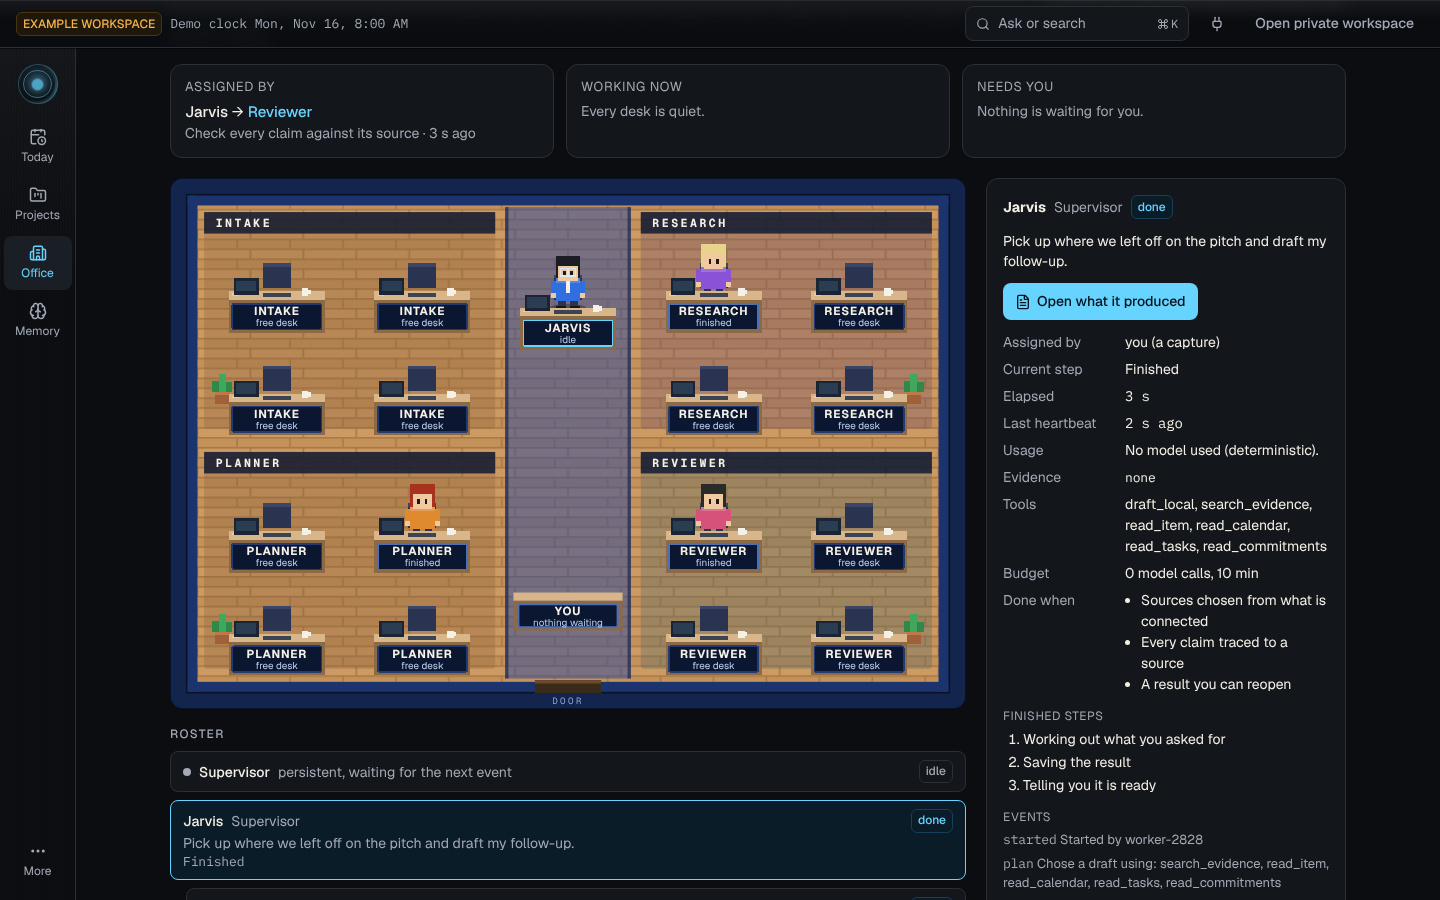 EXAMPLE WORKSPACE
Demo clock Mon, Nov 16, 8:00 AM
Ask or search
⌘K
Open private workspace
Today
Projects
Office
Memory
More
ASSIGNED BY
Jarvis → Reviewer
Check every claim against its source · 3 s ago
WORKING NOW
Every desk is quiet.
NEEDS YOU
Nothing is waiting for you.
INTAKE
INTAKE
free desk
INTAKE
free desk
INTAKE
free desk
INTAKE
free desk
JARVIS
idle
RESEARCH
RESEARCH
finished
RESEARCH
free desk
RESEARCH
free desk
RESEARCH
free desk
PLANNER
PLANNER
free desk
PLANNER
finished
PLANNER
free desk
PLANNER
free desk
YOU
nothing waiting
REVIEWER
REVIEWER
finished
REVIEWER
free desk
REVIEWER
free desk
REVIEWER
free desk
DOOR
ROSTER
Supervisor persistent, waiting for the next event
idle
Jarvis Supervisor
done
Pick up where we left off on the pitch and draft my follow-up.
Finished
Jarvis Supervisor done
Pick up where we left off on the pitch and draft my
follow-up.
Open what it produced
Assigned by you (a capture)
Current step Finished
Elapsed 3 s
Last heartbeat 2 s ago
Usage No model used (deterministic).
Evidence none
Tools draft_local, search_evidence,
read_item, read_calendar,
read_tasks, read_commitments
Budget 0 model calls, 10 min
Done when • Sources chosen from what is
connected
• Every claim traced to a
source
• A result you can reopen
FINISHED STEPS
1. Working out what you asked for
2. Saving the result
3. Telling you it is ready
EVENTS
started Started by worker-2828
plan Chose a draft using: search_evidence, read_item,
read_calendar, read_tasks, read_commitments